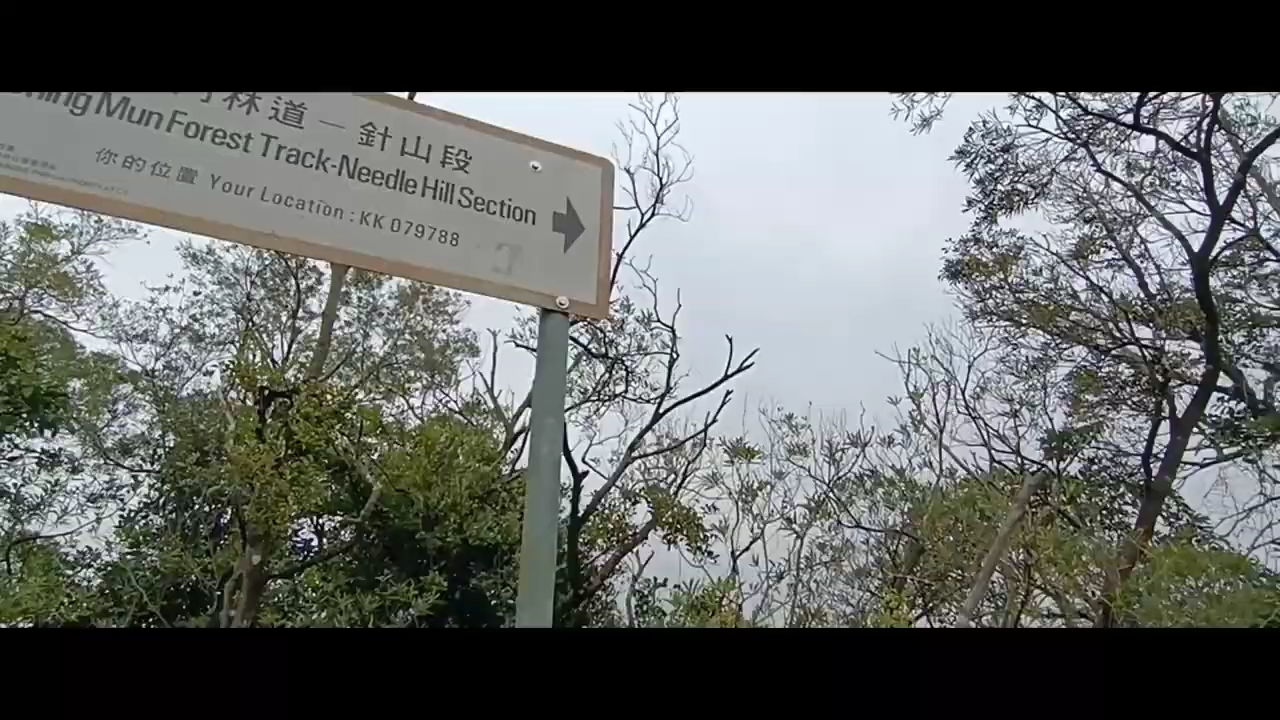 林道－針山段
Mun Forest Track-Needle Hill Section
你的位置 Your Location : KK 079788